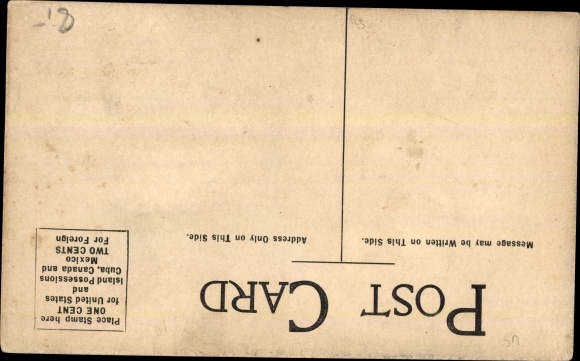 POST CARD
Message may be Written on This Side.
Address Only on This Side.
Place Stamp here
ONE CENT
for United States
and
Island Possessions
Cuba, Canada and
Mexico
TWO CENTS
For Foreign